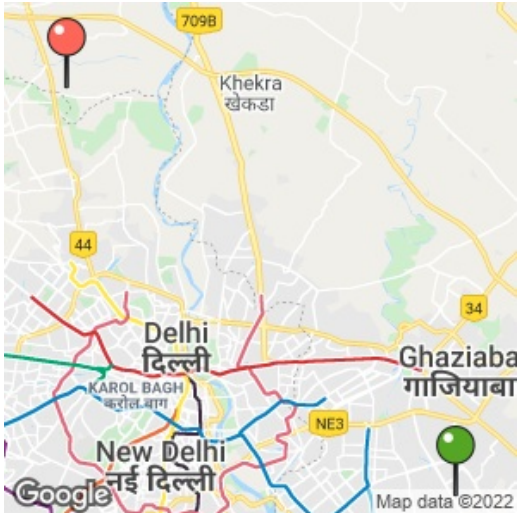 709B
Khekra
खेकडा
44
34
Delhi
दिल्ली
Ghaziaba
गाजियाबा
KAROL BAGH
करोल बाग
NE3
New Delhi
नई दिल्ली
Google
Map data ©2022